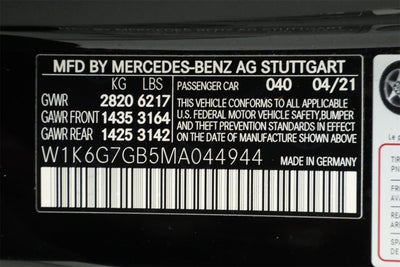 MFD BY MERCEDES-BENZ AG STUTTGART
KG LBS PASSENGER CAR 040 04/21
GVWR 2820 6217 THIS VEHICLE CONFORMS TO ALL APPLICABLE
GAWR FRONT 1435 3164 U.S. FEDERAL MOTOR VEHICLE SAFETY,BUMPER
AND THEFT PREVENTION STANDARDS IN EFFECT
GAWR REAR 1425 3142 ON THE DATE OF MANUFACTURE SHOWN ABOVE
W1K6G7GB5MA044944 MADE IN GERMANY